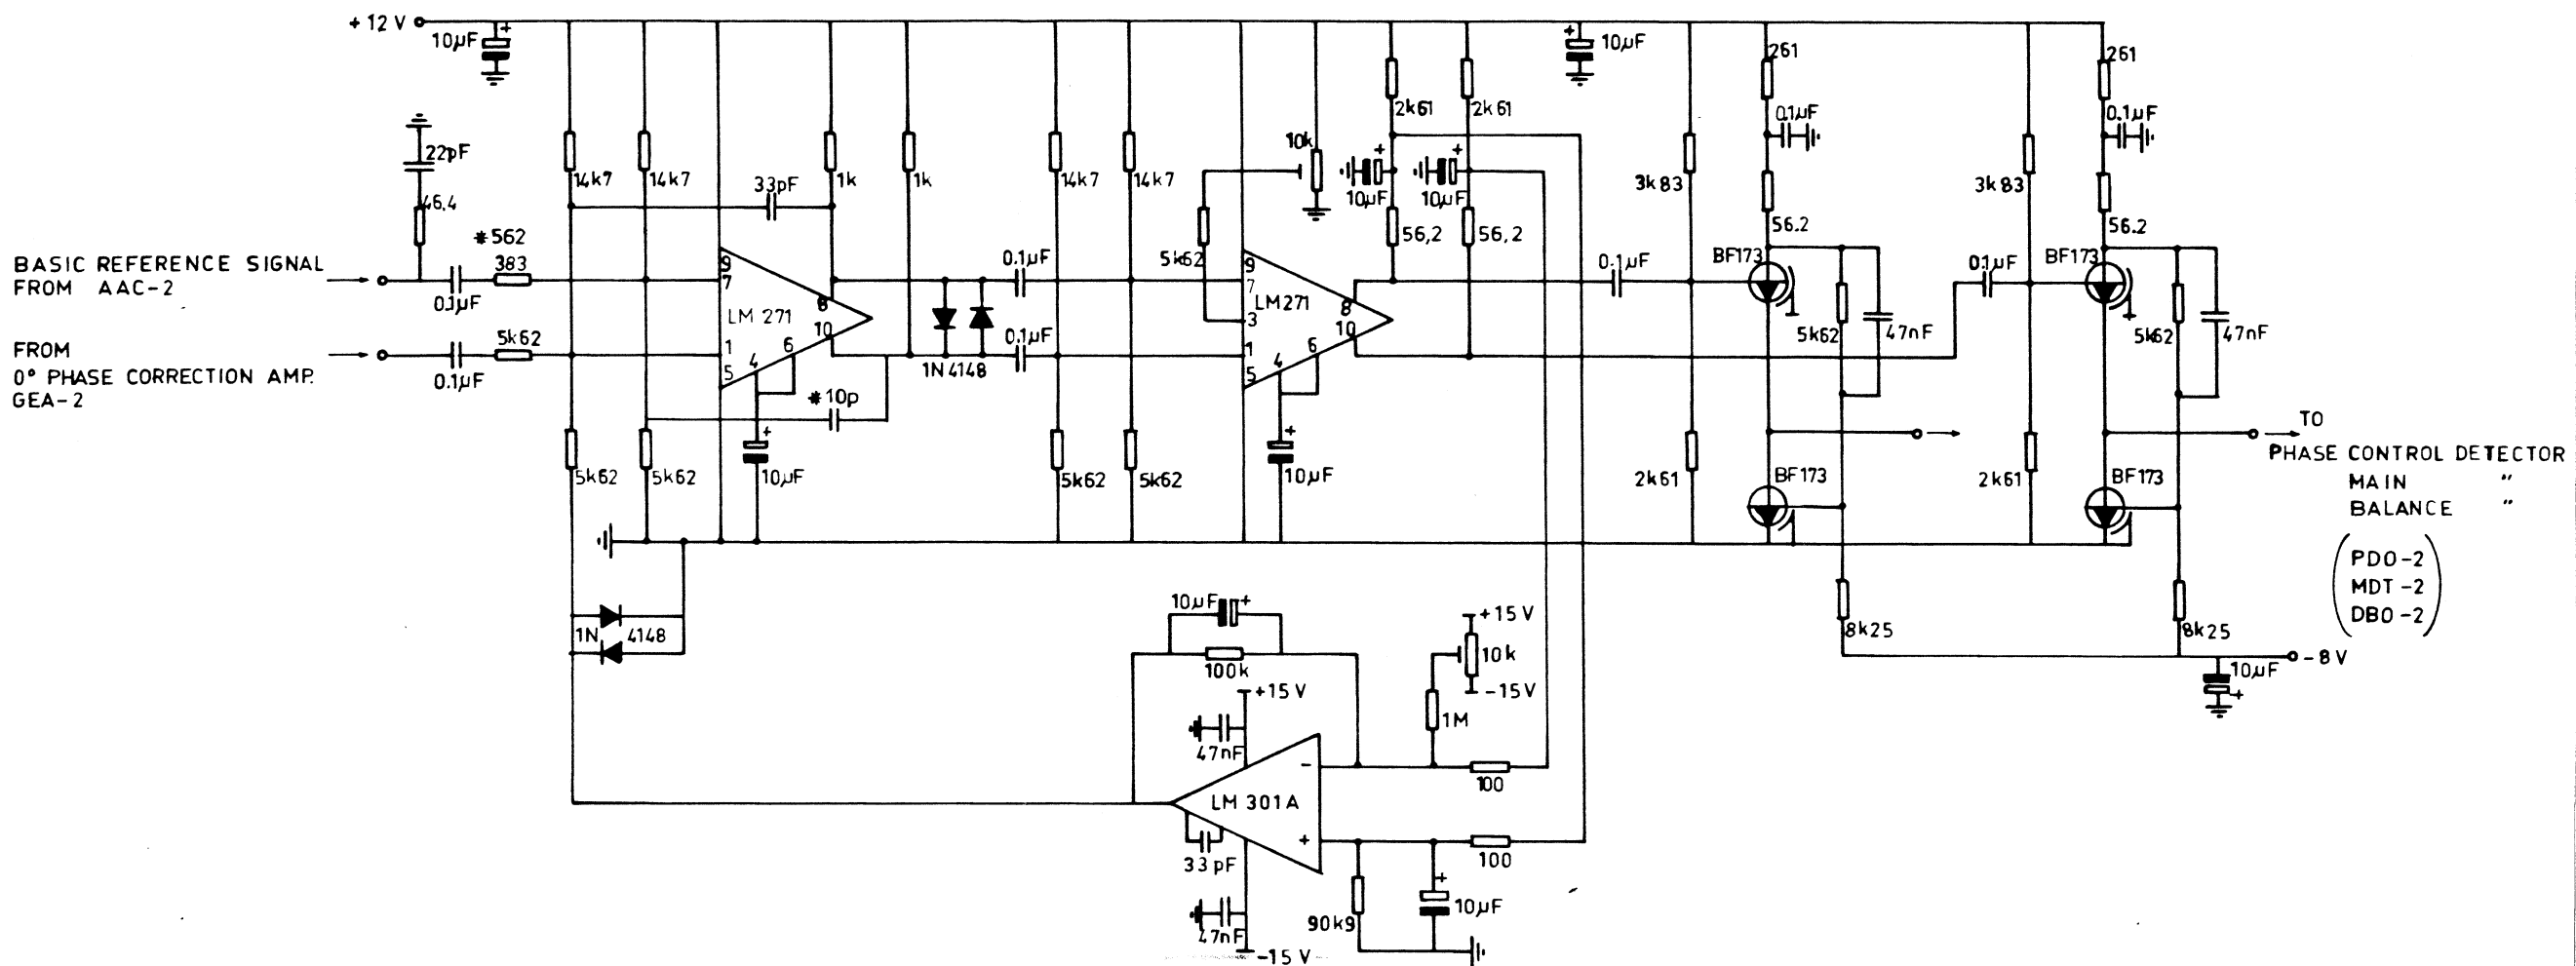 + 12 V
10µF
+
+
10µF
261
261
2k61
2k61
0.1µF
0.1µF
22pF
46,4
14k7
14k7
33pF
1k
1k
14k7
14k7
10k
+
+
10µF
10µF
3k83
3k83
56.2
56.2
BASIC REFERENCE SIGNAL
FROM AAC-2
0.1µF
*562
383
9
7
LM 271
8
10
1
6
4
5
0.1µF
5k62
9
7
LM271
3
8
10
1
6
4
5
56,2
56,2
0.1µF
BF173
0.1µF
BF173
5k62
47nF
5k62
47nF
FROM
0° PHASE CORRECTION AMP.
GEA-2
0.1µF
5k62
0.1µF
1N4148
*10p
+
10µF
+
10µF
5k62
5k62
5k62
5k62
2k61
BF173
2k61
BF173
TO
PHASE CONTROL DETECTOR
MAIN "
BALANCE "
PDO-2
MDT-2
DBO-2
1N 4148
10µF
+
100k
+15 V
10k
-15V
1M
8k25
8k25
-8V
10µF
+
+15 V
47nF
-
LM 301A
+
33pF
100
100
+
10µF
90k9
47nF
-15 V